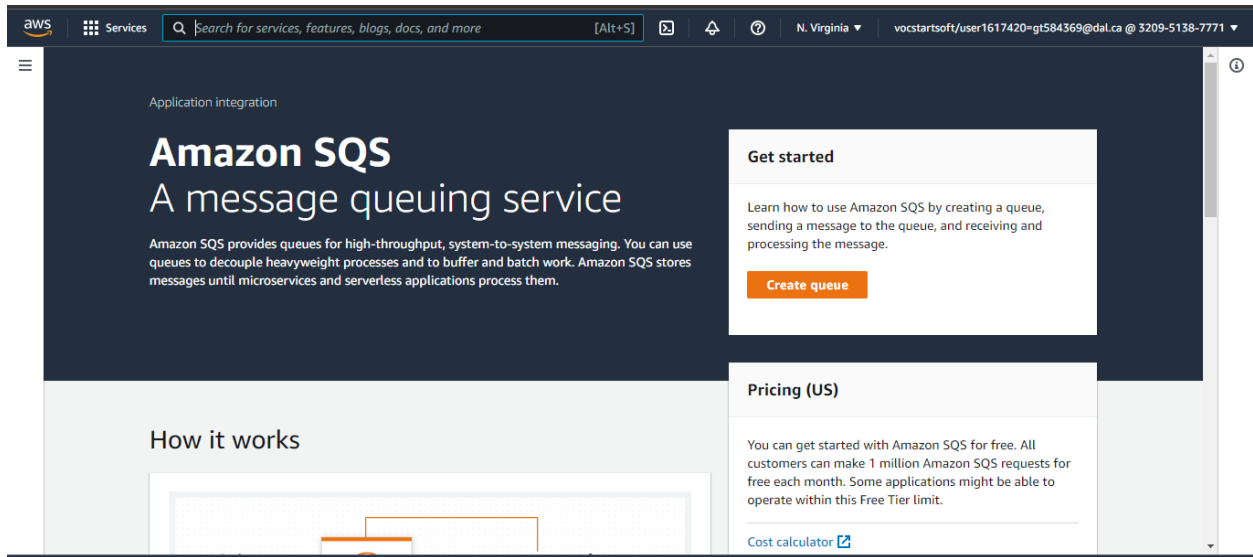 aws
Services
Search for services, features, blogs, docs, and more
[Alt+S]
N. Virginia ▼
vocstartsoft/user1617420=gt584369@dal.ca @ 3209-5138-7771 ▼
Application integration
Amazon SQS
A message queuing service
Amazon SQS provides queues for high-throughput, system-to-system messaging. You can use
queues to decouple heavyweight processes and to buffer and batch work. Amazon SQS stores
messages until microservices and serverless applications process them.
Get started
Learn how to use Amazon SQS by creating a queue,
sending a message to the queue, and receiving and
processing the message.
Create queue
Pricing (US)
You can get started with Amazon SQS for free. All
customers can make 1 million Amazon SQS requests for
free each month. Some applications might be able to
operate within this Free Tier limit.
Cost calculator
How it works